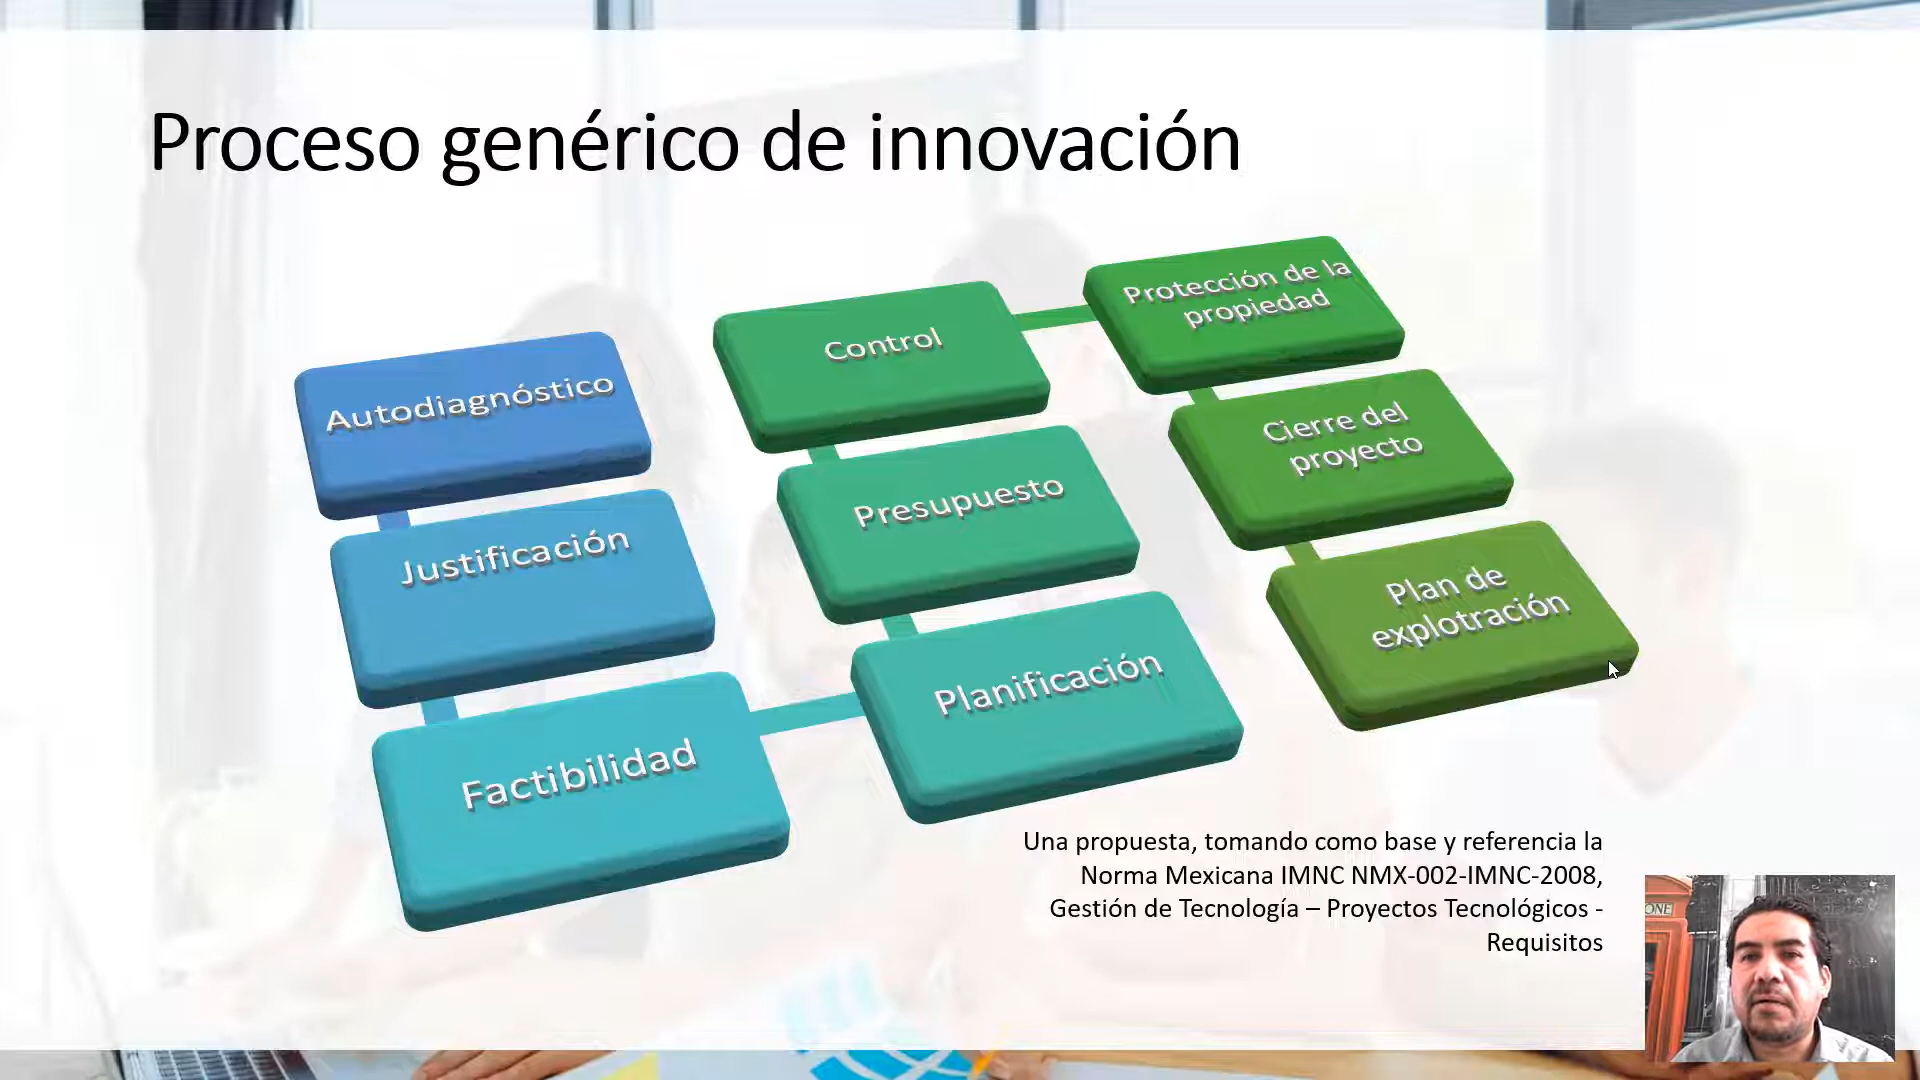 Proceso genérico de innovación
Autodiagnóstico
Justificación
Factibilidad
Planificación
Presupuesto
Control
Protección de la
propiedad
Cierre del
proyecto
Plan de
explotración
Una propuesta, tomando como base y referencia la
Norma Mexicana IMNC NMX-002-IMNC-2008,
Gestión de Tecnología – Proyectos Tecnológicos -
Requisitos
ONE